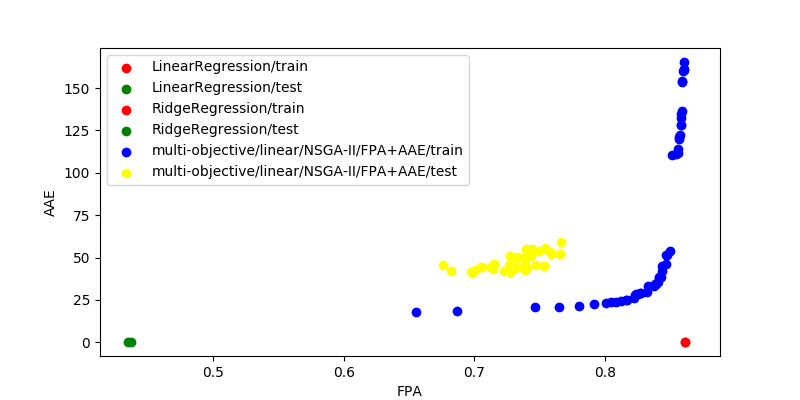 LinearRegression/train
LinearRegression/test
RidgeRegression/train
RidgeRegression/test
multi-objective/linear/NSGA-II/FPA+AAE/train
multi-objective/linear/NSGA-II/FPA+AAE/test
150
125
100
75
50
25
0
AAE
0.5 0.6 0.7 0.8
FPA